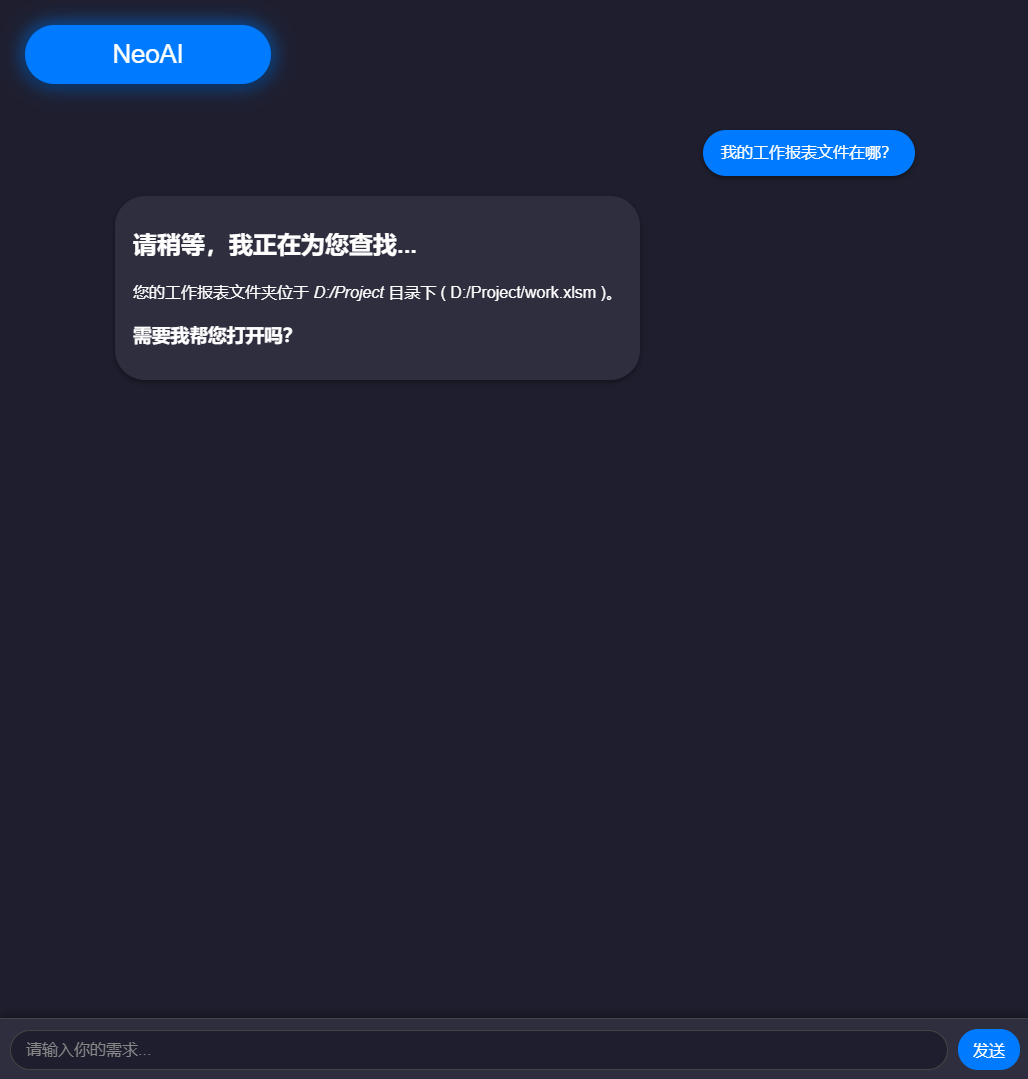 NeoAI
我的工作报表文件在哪？
请稍等，我正在为您查找...
您的工作报表文件夹位于 D:/Project 目录下 ( D:/Project/work.xlsm )。
需要我帮您打开吗？
请输入你的需求...
发送